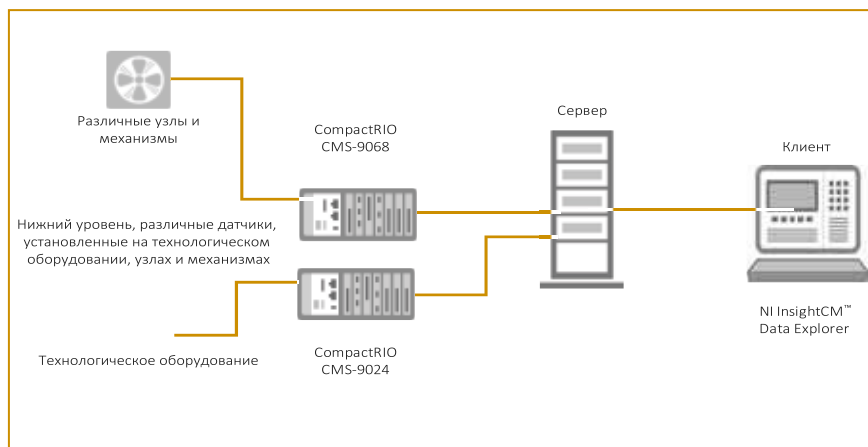 Различные узлы и
механизмы
CompactRIO
CMS-9068
Сервер
Клиент
Нижний уровень, различные датчики,
установленные на технологическом
оборудовании, узлах и механизмах
NI InsightCM™
Data Explorer
Технологическое оборудование
CompactRIO
CMS-9024